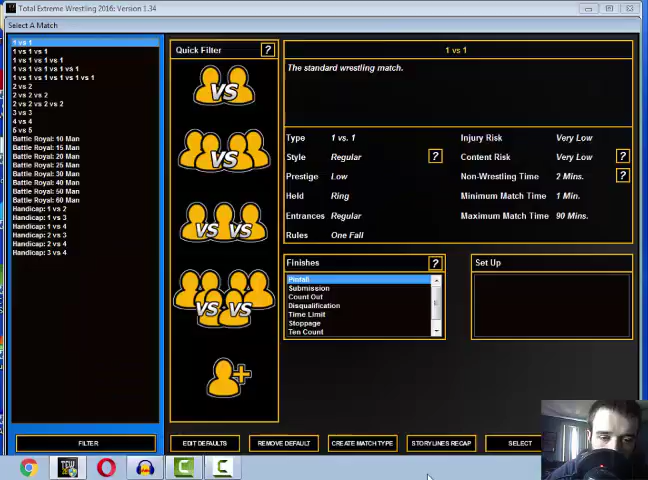 Total Extreme Wrestling 2016: Version 1.34
Select A Match
1 vs 1
1 vs 1 vs 1
1 vs 1 vs 1 vs 1
1 vs 1 vs 1 vs 1 vs 1
1 vs 1 vs 1 vs 1 vs 1 vs 1
2 vs 2
2 vs 2 vs 2
2 vs 2 vs 2 vs 2
3 vs 3
4 vs 4
5 vs 5
Battle Royal: 10 Man
Battle Royal: 15 Man
Battle Royal: 20 Man
Battle Royal: 25 Man
Battle Royal: 30 Man
Battle Royal: 40 Man
Battle Royal: 50 Man
Battle Royal: 60 Man
Handicap: 1 vs 2
Handicap: 1 vs 3
Handicap: 1 vs 4
Handicap: 2 vs 3
Handicap: 2 vs 4
Handicap: 3 vs 4
FILTER
Quick Filter ?
VS
VS
VS VS
VS VS
1 vs 1
The standard wrestling match.
Type 1 vs. 1 Injury Risk Very Low
Style Regular ? Content Risk Very Low ?
Prestige Low Non-Wrestling Time 2 Mins. ?
Held Ring Minimum Match Time 1 Min.
Entrances Regular Maximum Match Time 90 Mins.
Rules One Fall
Finishes ?
Pinfall
Submission
Count Out
Disqualification
Time Limit
Stoppage
Ten Count
Set Up
EDIT DEFAULTS REMOVE DEFAULT CREATE MATCH TYPE STORYLINES RECAP SELECT
TEW